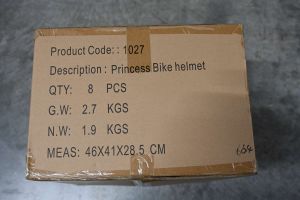 Product Code: : 1027
Description : Princess Bike helmet
QTY: 8 PCS
G.W: 2.7 KGS
N.W: 1.9 KGS
MEAS: 46X41X28.5 CM